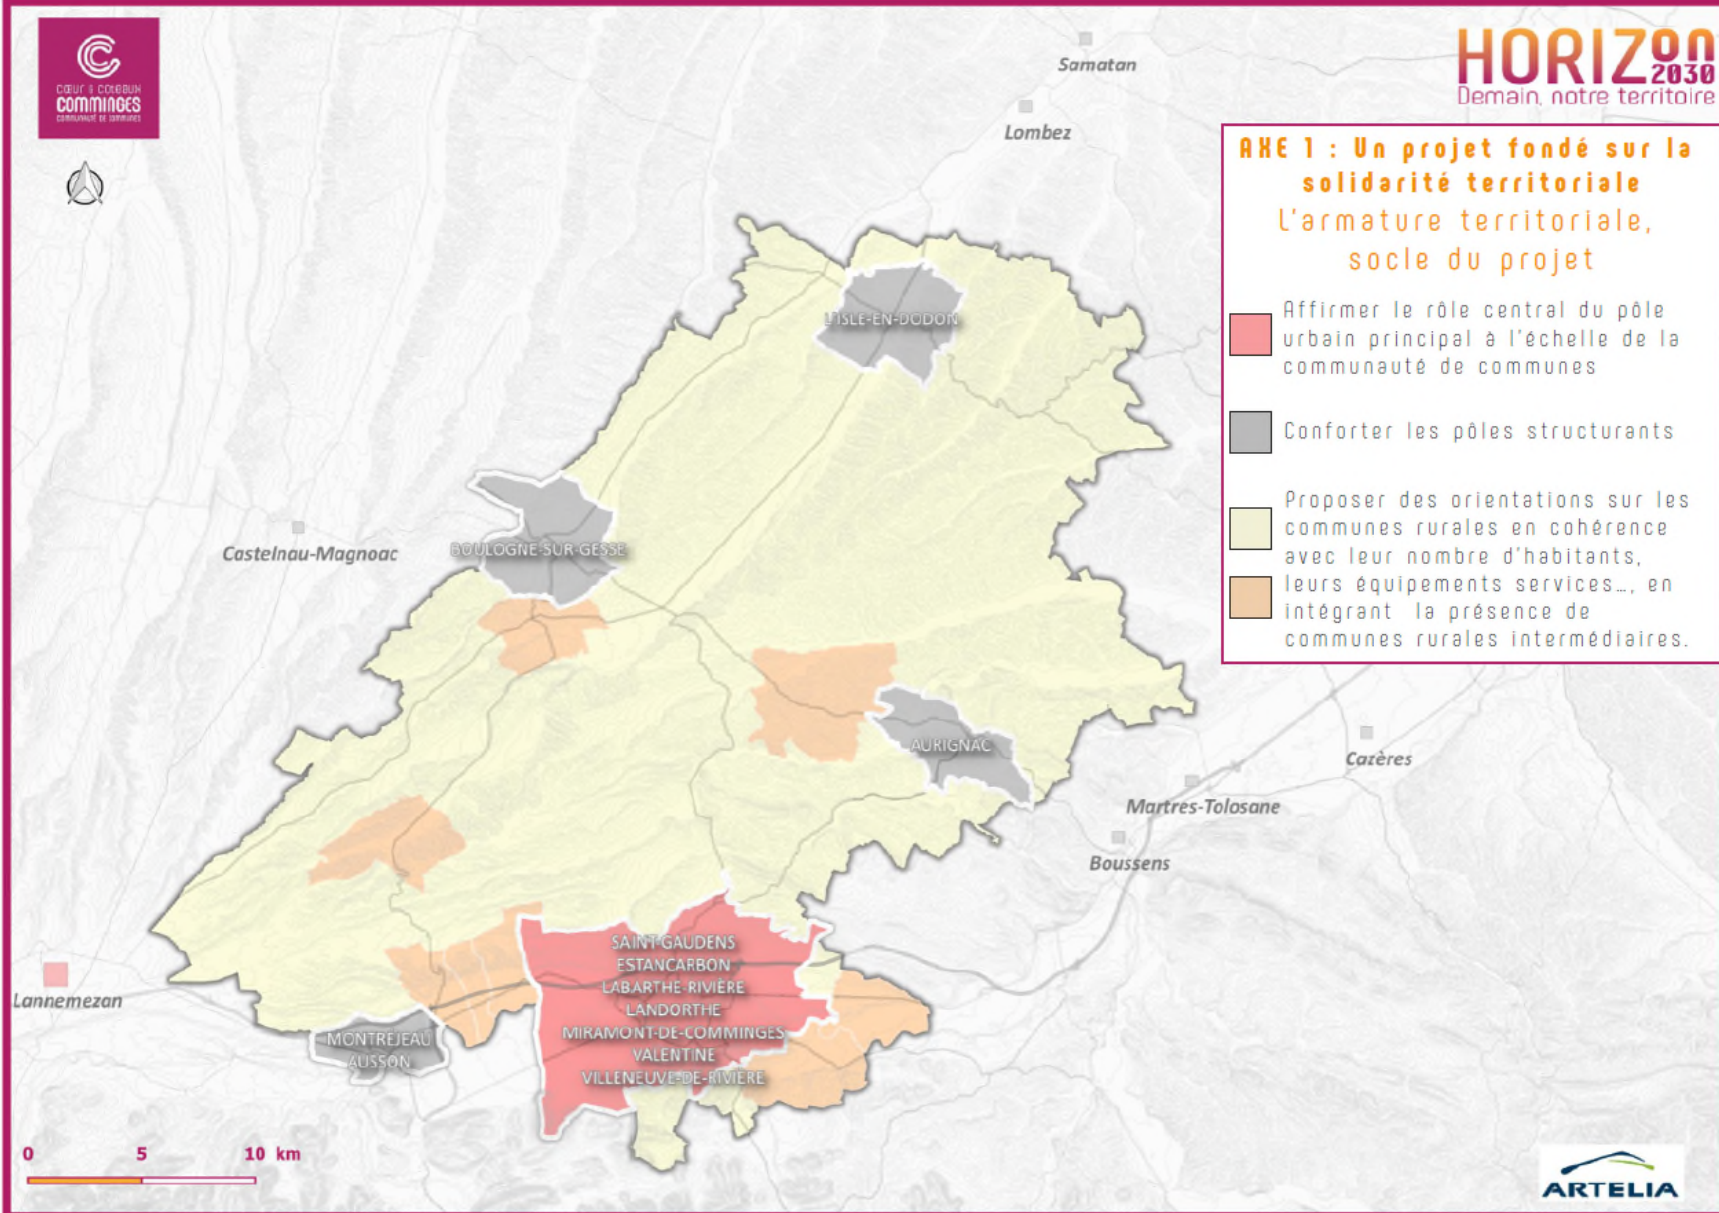 CŒUR & COTEAUX
COMMINGES
COMMUNAUTÉ DE COMMUNES
HORIZON
2030
Demain, notre territoire
AXE 1 : Un projet fondé sur la
solidarité territoriale
L'armature territoriale,
socle du projet
Affirmer le rôle central du pôle
urbain principal à l'échelle de la
communauté de communes
Conforter les pôles structurants
Proposer des orientations sur les
communes rurales en cohérence
avec leur nombre d'habitants,
leurs équipements services…, en
intégrant la présence de
communes rurales intermédiaires.
Samatan
Lombez
L'ISLE-EN-DODON
Castelnau-Magnoac
BOULOGNE-SUR-GESSE
AURIGNAC
Cazères
Martres-Tolosane
Boussens
Lannemezan
SAINT-GAUDENS
ESTANCARBON
LABARTHE-RIVIÈRE
LANDORTHE
MIRAMONT-DE-COMMINGES
VALENTINE
VILLENEUVE-DE-RIVIÈRE
MONTRÉJEAU
AUSSON
0 5 10 km
ARTELIA